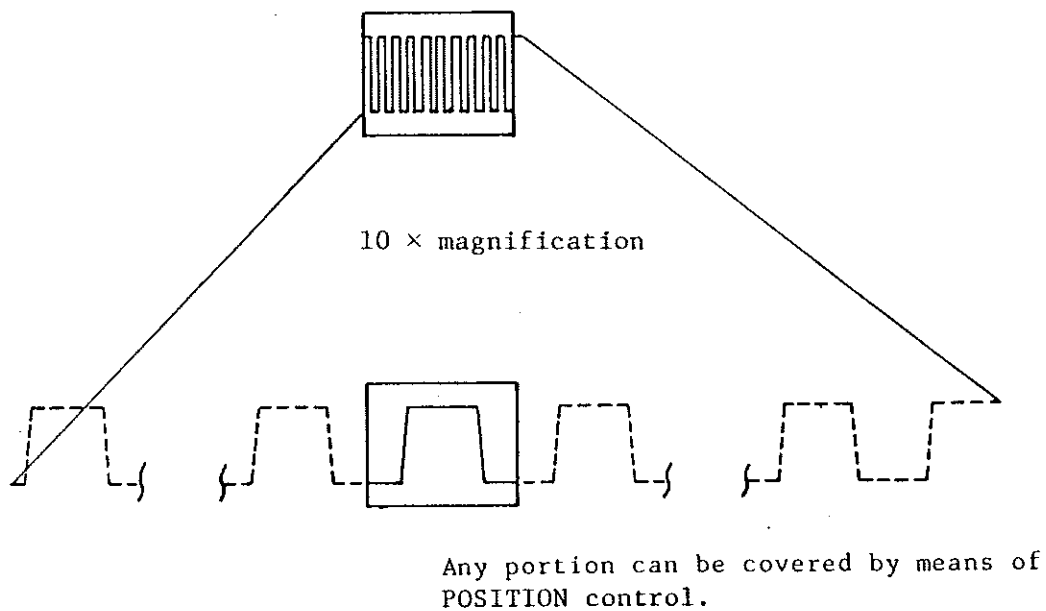 10 × magnification
Any portion can be covered by means of
POSITION control.